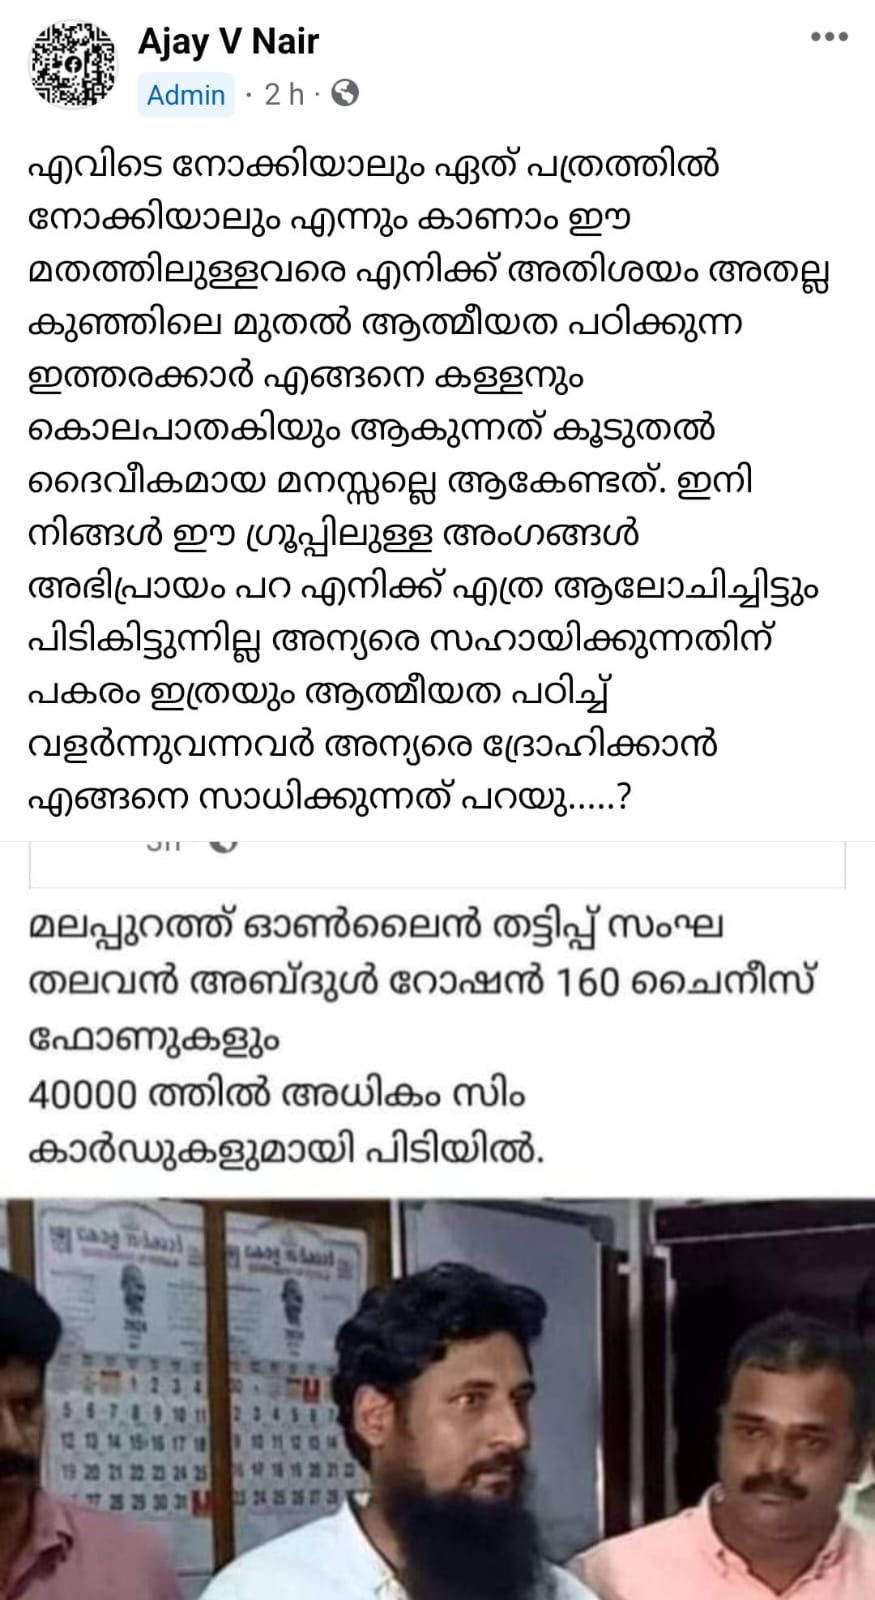 Ajay V Nair
Admin · 2 h ·
എവിടെ നോക്കിയാലും ഏത് പത്രത്തിൽ
നോക്കിയാലും എന്നും കാണാം ഈ
മതത്തിലുള്ളവരെ എനിക്ക് അതിശയം അതല്ല
കുഞ്ഞിലെ മുതൽ ആത്മീയത പഠിക്കുന്ന
ഇത്തരക്കാർ എങ്ങനെ കള്ളനും
കൊലപാതകിയും ആകുന്നത് കൂടുതൽ
ദൈവീകമായ മനസ്സല്ലെ ആകേണ്ടത്. ഇനി
നിങ്ങൾ ഈ ഗ്രൂപ്പിലുള്ള അംഗങ്ങൾ
അഭിപ്രായം പറ എനിക്ക് എത്ര ആലോചിച്ചിട്ടും
പിടികിട്ടുന്നില്ല അന്യരെ സഹായിക്കുന്നതിന്
പകരം ഇത്രയും ആത്മീയത പഠിച്ച്
വളർന്നുവന്നവർ അന്യരെ ദ്രോഹിക്കാൻ
എങ്ങനെ സാധിക്കുന്നത് പറയു.....?
മലപ്പുറത്ത് ഓൺലൈൻ തട്ടിപ്പ് സംഘ
തലവൻ അബ്ദുൾ റോഷൻ 160 ചൈനീസ്
ഫോണുകളും
40000 ത്തിൽ അധികം സിം
കാർഡുകളുമായി പിടിയിൽ.